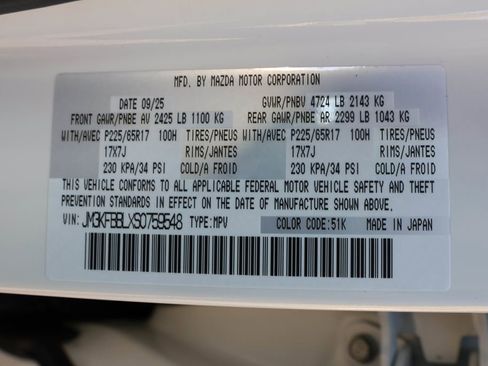 MFD. BY MAZDA MOTOR CORPORATION
DATE 09/25 GVWR/PNBV 4724 LB 2143 KG
FRONT GAWR/PNBE AV 2425 LB 1100 KG REAR GAWR/PNBE AR 2299 LB 1043 KG
WITH/AVEC P225/65R17 100H TIRES/PNEUS WITH/AVEC P225/65R17 100H TIRES/PNEUS
17X7J RIMS/JANTES 17X7J RIMS/JANTES
230 KPA/34 PSI COLD/A FROID 230 KPA/34 PSI COLD/A FROID
THIS VEHICLE CONFORMS TO ALL APPLICABLE FEDERAL MOTOR VEHICLE SAFETY AND THEFT
PREVENTION STANDARDS IN EFFECT ON THE DATE OF MANUFACTURE SHOWN ABOVE.
VIN: JM3KFBBLXS0759548 TYPE: MPV COLOR CODE: 51K MADE IN JAPAN